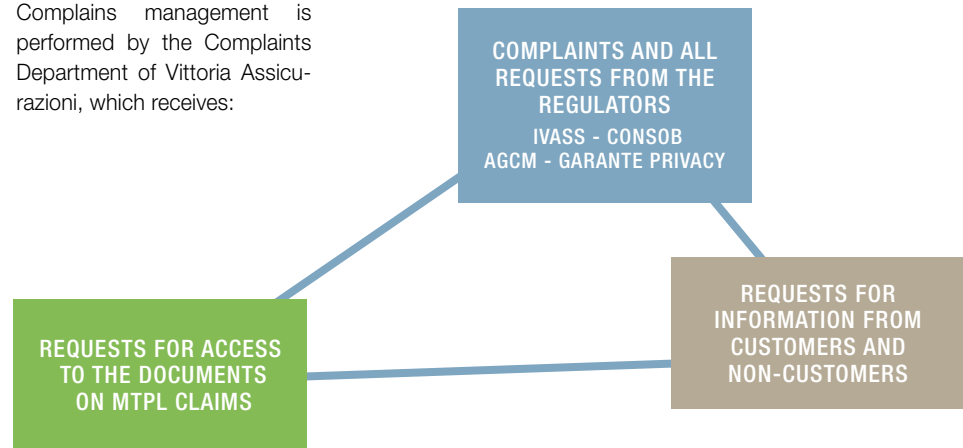 Complains management is
performed by the Complaints
Department of Vittoria Assicu-
razioni, which receives:
COMPLAINTS AND ALL
REQUESTS FROM THE
REGULATORS
IVASS - CONSOB
AGCM - GARANTE PRIVACY
REQUESTS FOR
INFORMATION FROM
CUSTOMERS AND
NON-CUSTOMERS
REQUESTS FOR ACCESS
TO THE DOCUMENTS
ON MTPL CLAIMS